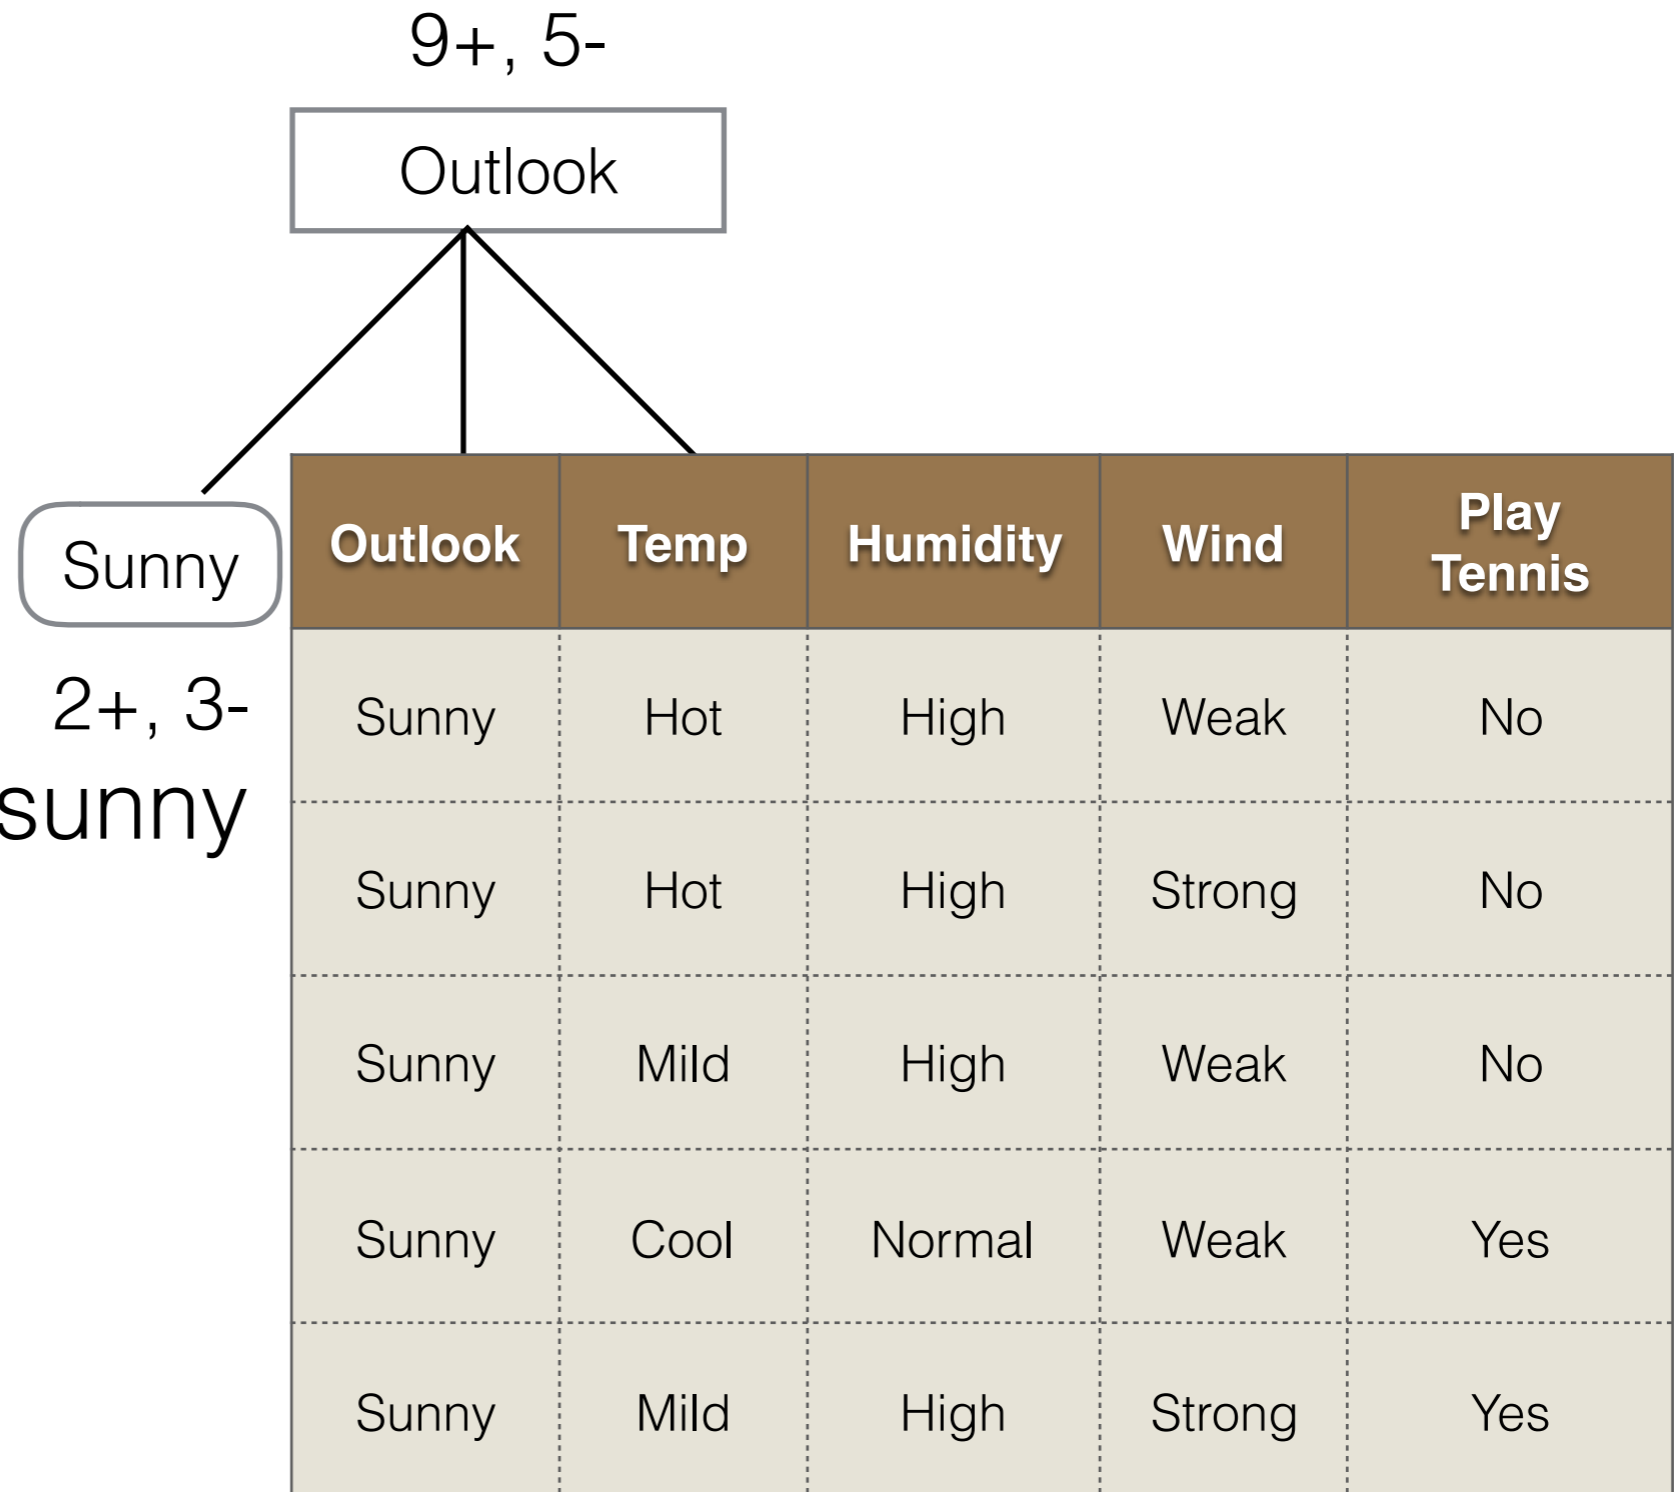 9+, 5-
Outlook
Sunny
2+, 3-
sunny
Outlook Temp Humidity Wind Play Tennis
Sunny Hot High Weak No
Sunny Hot High Strong No
Sunny Mild High Weak No
Sunny Cool Normal Weak Yes
Sunny Mild High Strong Yes